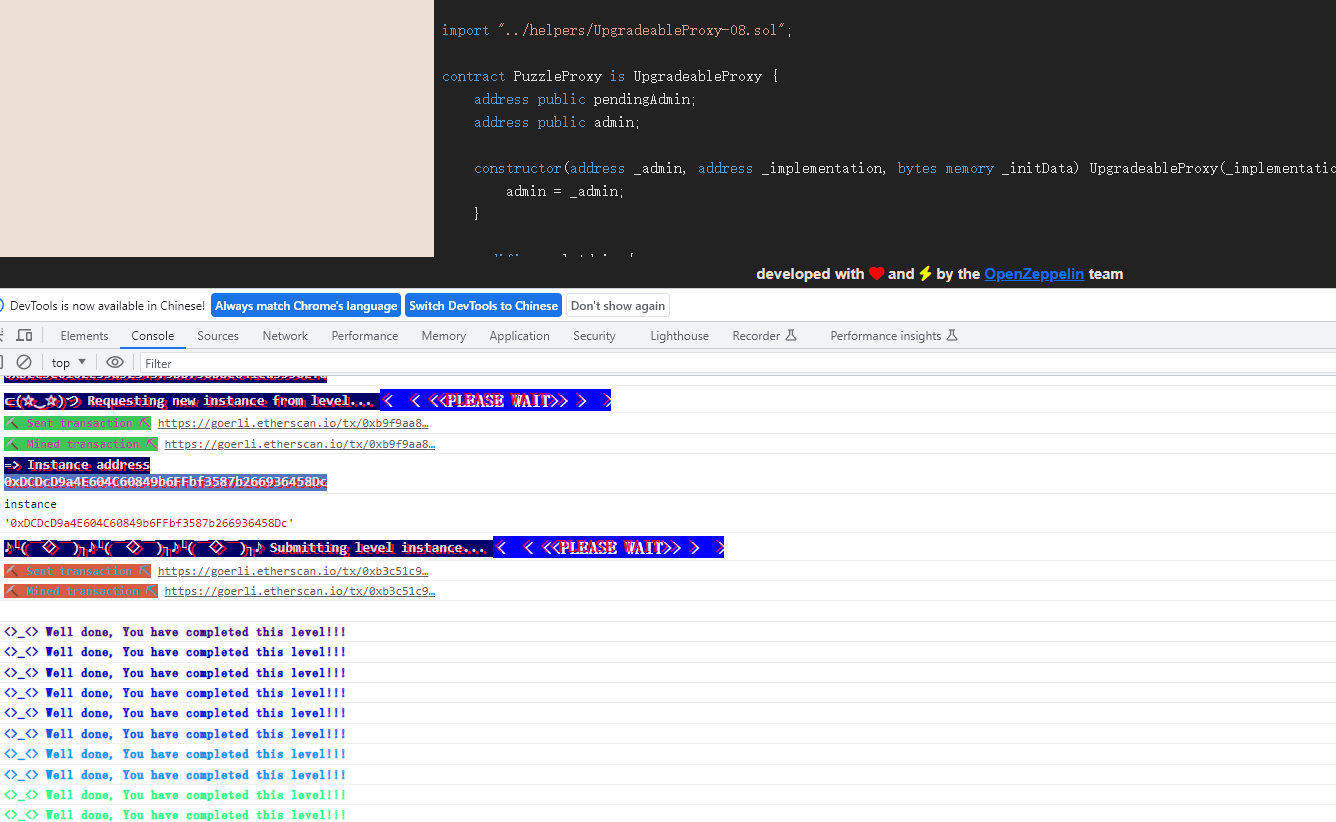 import "../helpers/UpgradeableProxy-08.sol";
contract PuzzleProxy is UpgradeableProxy {
address public pendingAdmin;
address public admin;
constructor(address _admin, address _implementation, bytes memory _initData) UpgradeableProxy(_implementatio
admin = _admin;
}
developed with ❤ and ⚡ by the OpenZeppelin team
DevTools is now available in Chinese! Always match Chrome's language Switch DevTools to Chinese Don't show again
Elements Console Sources Network Performance Memory Application Security Lighthouse Recorder Performance insights
top Filter
⊂(☆‿☆)つ Requesting new instance from level... < < <<PLEASE WAIT>> > >
⛏ Sent transaction ⛏ https://goerli.etherscan.io/tx/0xb9f9aa8…
⛏ Mined transaction ⛏ https://goerli.etherscan.io/tx/0xb9f9aa8…
=> Instance address
0xDCDcD9a4E604C60849b6FFbf3587b266936458Dc
instance
'0xDCDcD9a4E604C60849b6FFbf3587b266936458Dc'
♪└(￣◇￣)┐♪└(￣◇￣)┐♪└(￣◇￣)┐♪ Submitting level instance... < < <<PLEASE WAIT>> > >
⛏ Sent transaction ⛏ https://goerli.etherscan.io/tx/0xb3c51c9…
⛏ Mined transaction ⛏ https://goerli.etherscan.io/tx/0xb3c51c9…
<>_<> Well done, You have completed this level!!!
<>_<> Well done, You have completed this level!!!
<>_<> Well done, You have completed this level!!!
<>_<> Well done, You have completed this level!!!
<>_<> Well done, You have completed this level!!!
<>_<> Well done, You have completed this level!!!
<>_<> Well done, You have completed this level!!!
<>_<> Well done, You have completed this level!!!
<>_<> Well done, You have completed this level!!!
<>_<> Well done, You have completed this level!!!